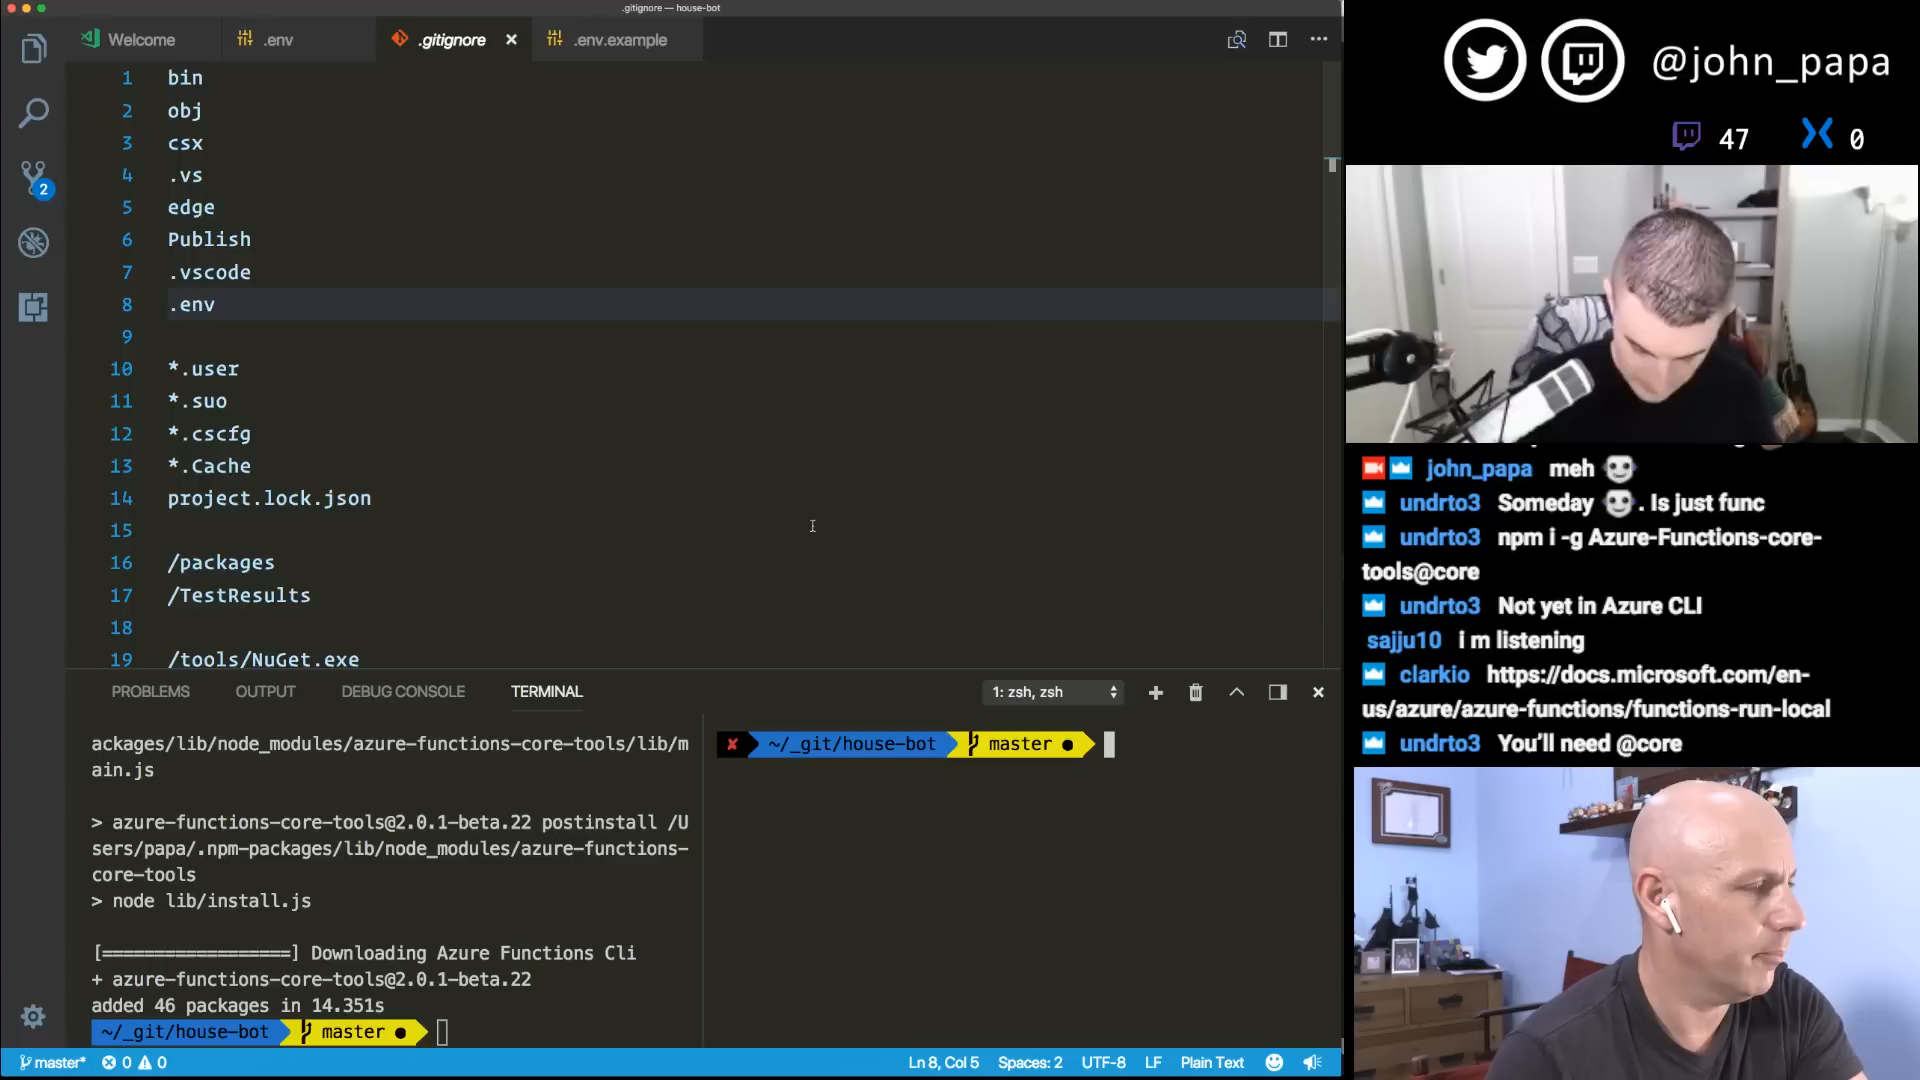 .gitignore — house-bot
Welcome
.env
.gitignore
.env.example
1 bin
2 obj
3 csx
4 .vs
5 edge
6 Publish
7 .vscode
8 .env
9
10 *.user
11 *.suo
12 *.cscfg
13 *.Cache
14 project.lock.json
15
16 /packages
17 /TestResults
18
19 /tools/NuGet.exe
2
PROBLEMS
OUTPUT
DEBUG CONSOLE
TERMINAL
1: zsh, zsh
ackages/lib/node_modules/azure-functions-core-tools/lib/m
ain.js
> azure-functions-core-tools@2.0.1-beta.22 postinstall /U
sers/papa/.npm-packages/lib/node_modules/azure-functions-
core-tools
> node lib/install.js
[==================] Downloading Azure Functions Cli
+ azure-functions-core-tools@2.0.1-beta.22
added 46 packages in 14.351s
~/_git/house-bot master ●
✘ ~/_git/house-bot master ●
master* 0 0
Ln 8, Col 5
Spaces: 2
UTF-8
LF
Plain Text
@john_papa
47
0
john_papa meh
undrto3 Someday . Is just func
undrto3 npm i -g Azure-Functions-core-
tools@core
undrto3 Not yet in Azure CLI
sajju10 i m listening
clarkio https://docs.microsoft.com/en-
us/azure/azure-functions/functions-run-local
undrto3 You'll need @core